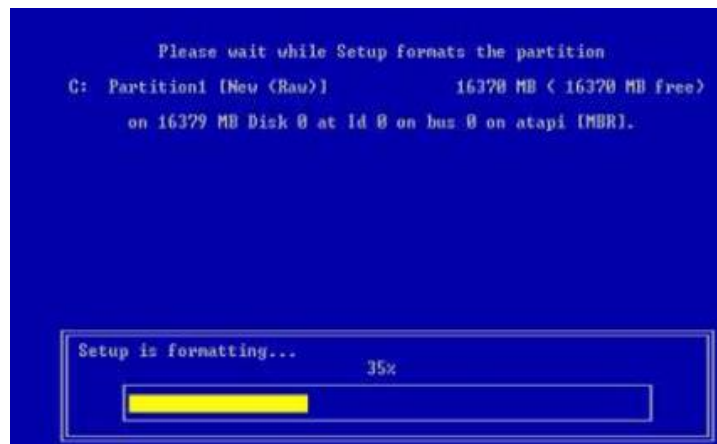 Please wait while Setup formats the partition
C: Partition1 [New (Raw)] 16370 MB ( 16370 MB free)
on 16379 MB Disk 0 at Id 0 on bus 0 on atapi [MBR].
Setup is formatting...
35%